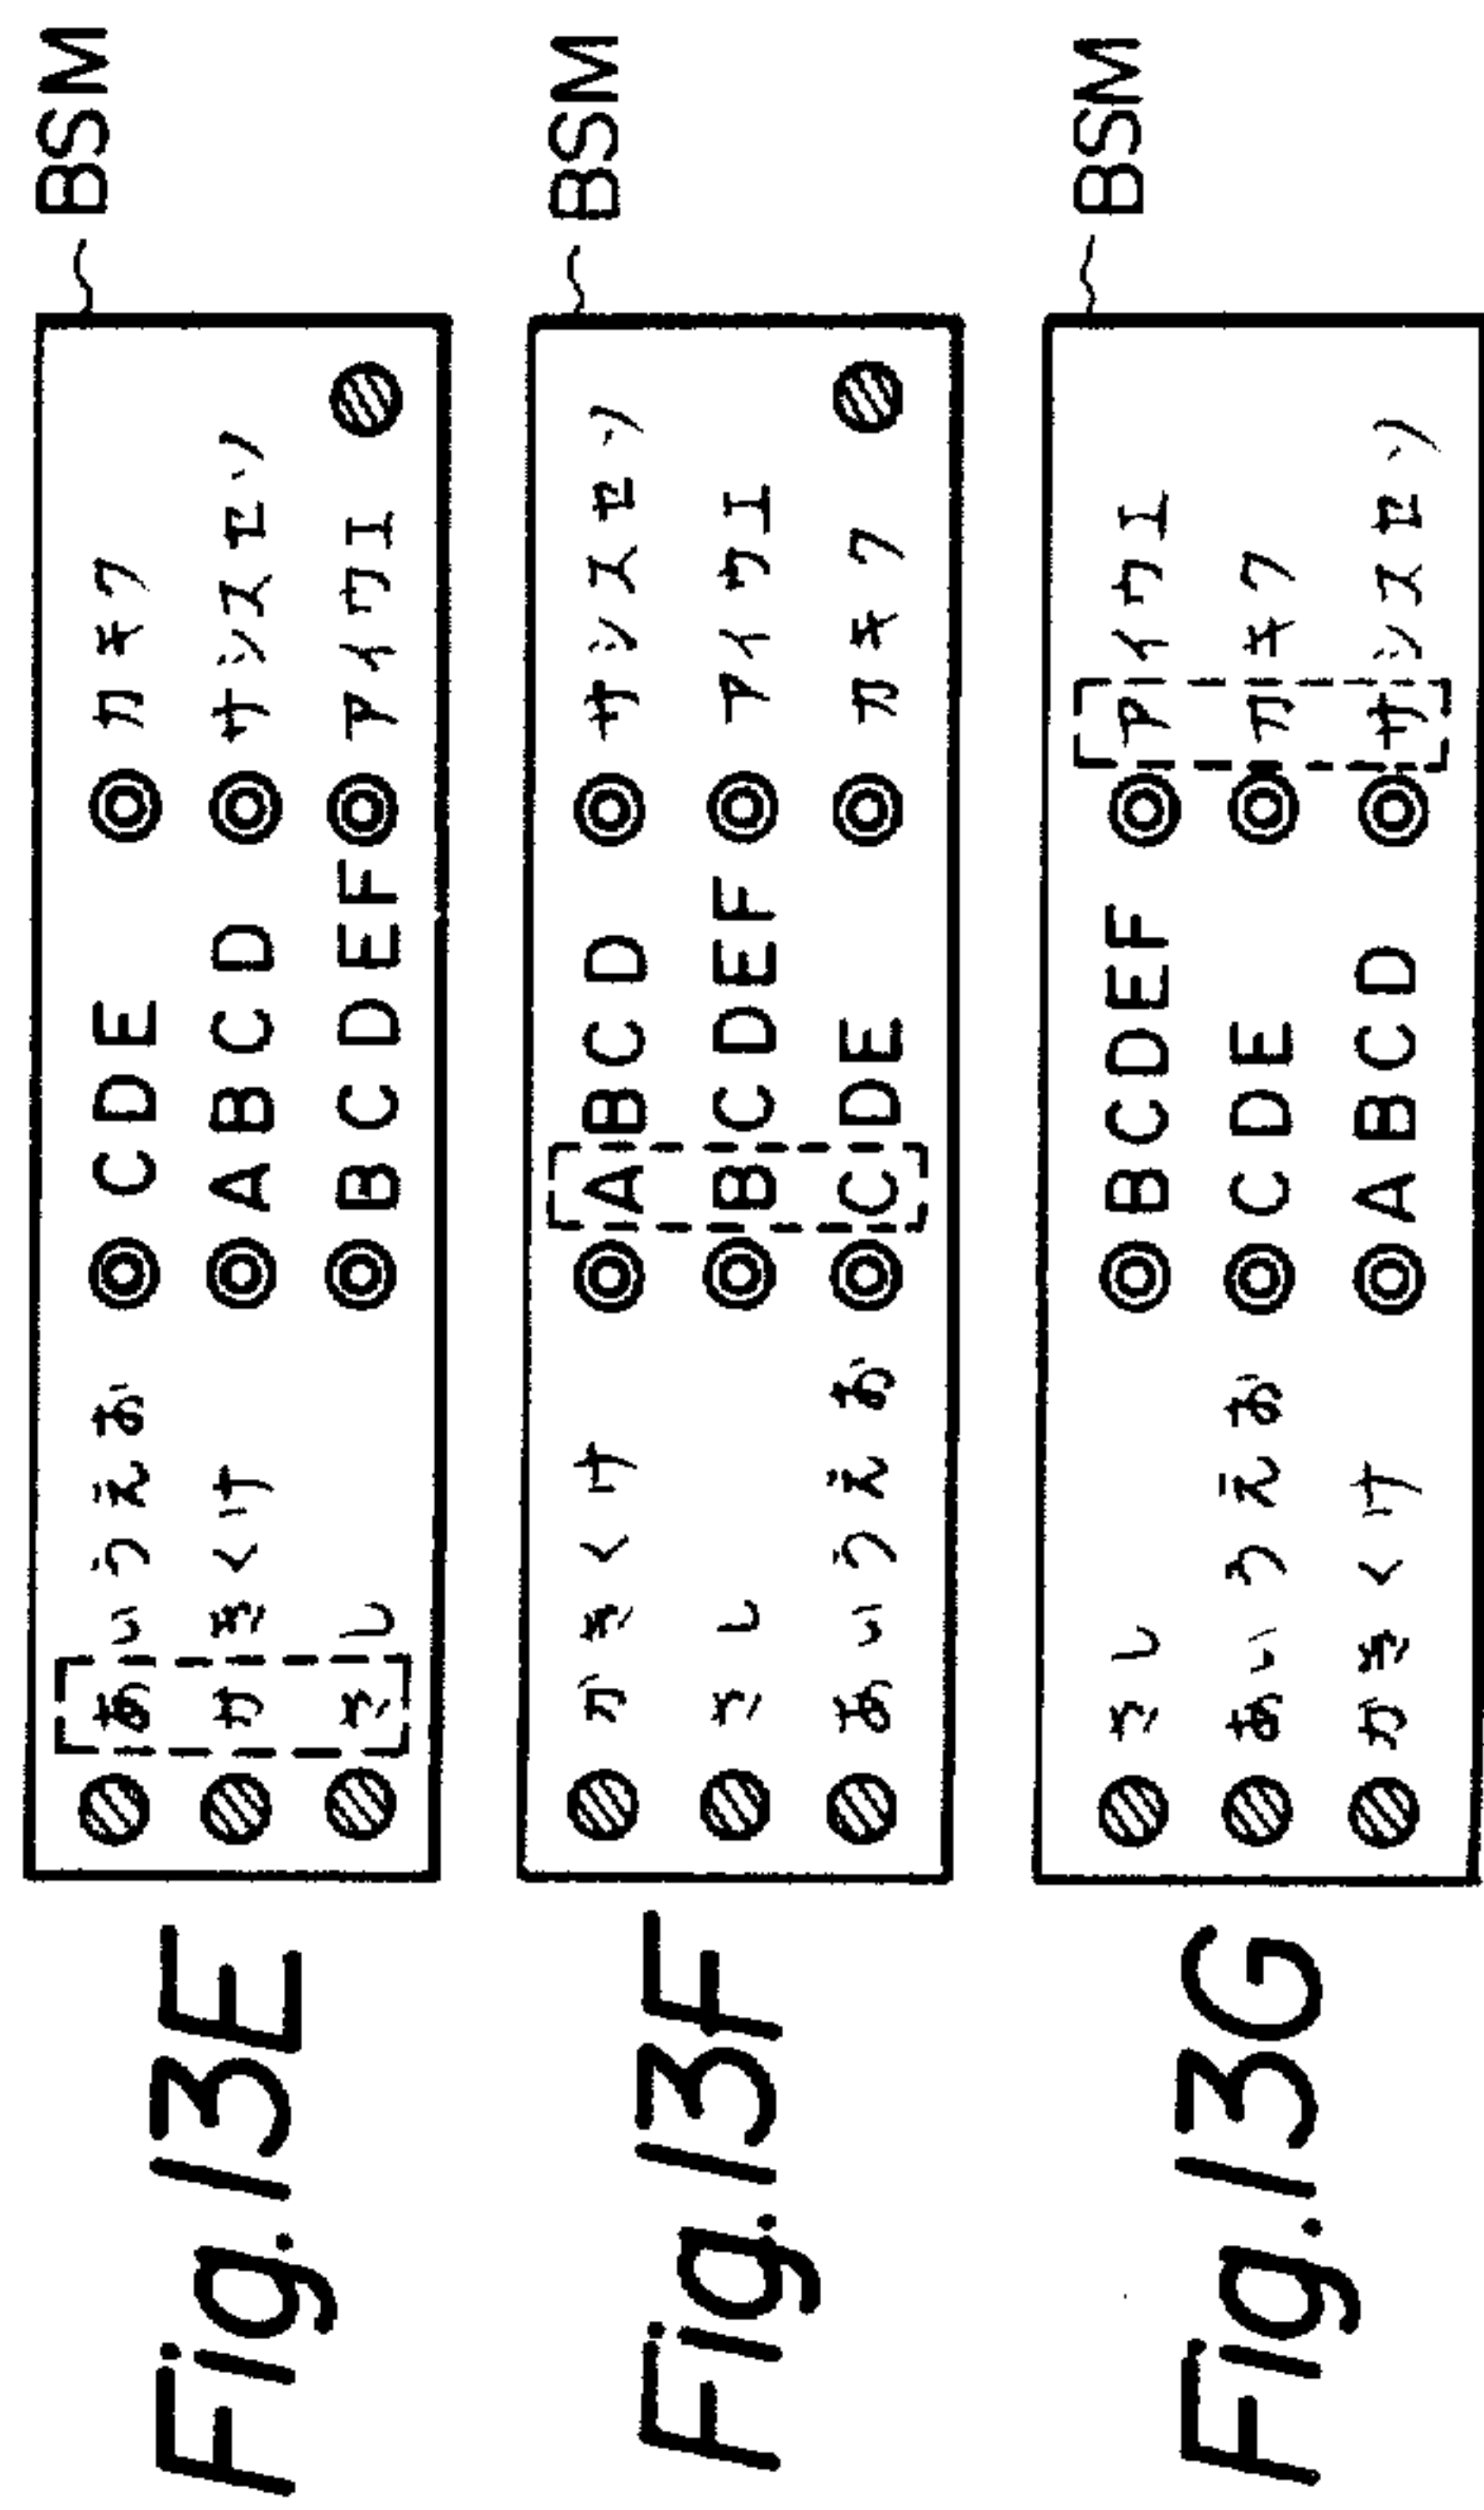 BSM
あいうえお ◎ CDE ◎ カキク
かきくけ ◎ ABCD ◎ サシスセソ
さし ◎ BCDEF ◎ アイウエ
Fig. 13E
BSM
かきくけ ◎ ABCD ◎ サシスセソ
さし ◎ BCDEF ◎ アイウエ
あいうえお ◎ CDE ◎ カキク
Fig. 13F
BSM
さし ◎ BCDEF ◎ アイウエ
あいうえお ◎ CDE ◎ カキク
かきくけ ◎ ABCD ◎ サシスセソ
Fig. 13G